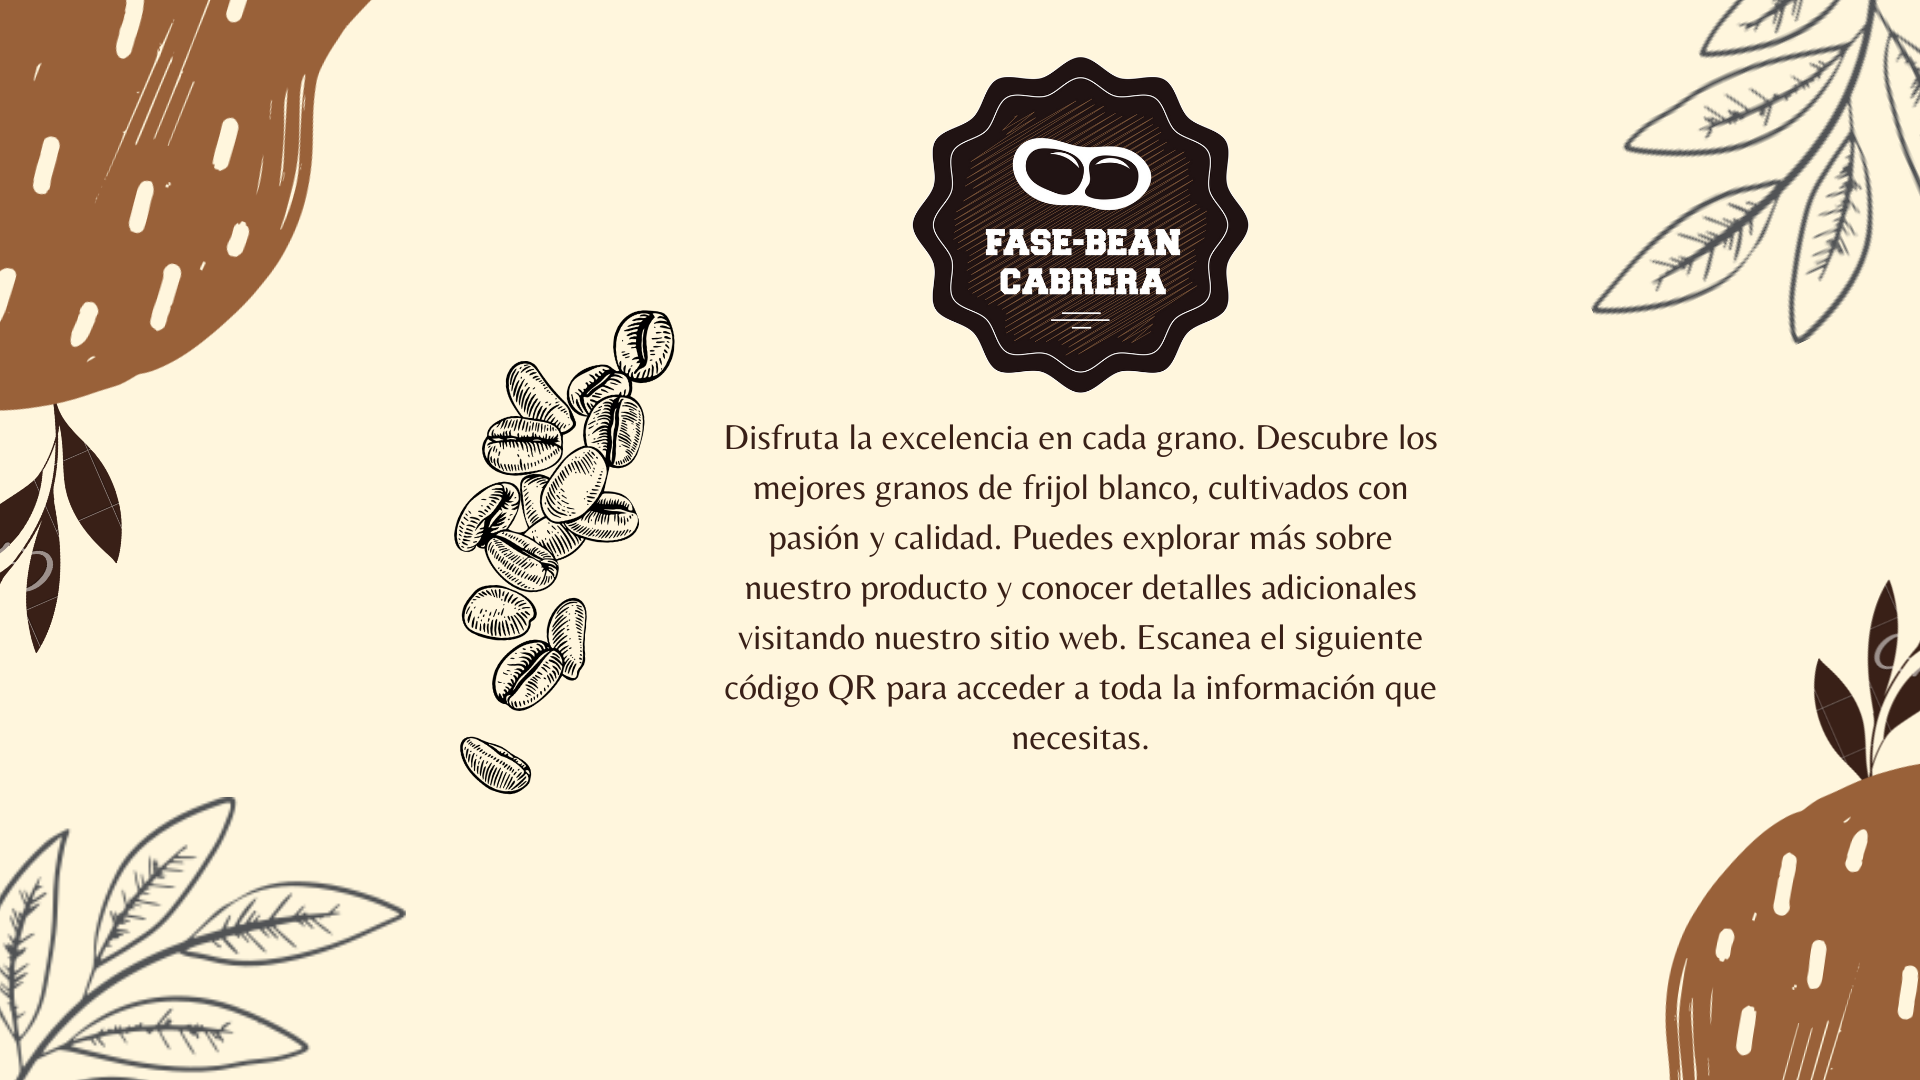 FASE-BEAN
CABRERA
Disfruta la excelencia en cada grano. Descubre los
mejores granos de frijol blanco, cultivados con
pasión y calidad. Puedes explorar más sobre
nuestro producto y conocer detalles adicionales
visitando nuestro sitio web. Escanea el siguiente
código QR para acceder a toda la información que
necesitas.